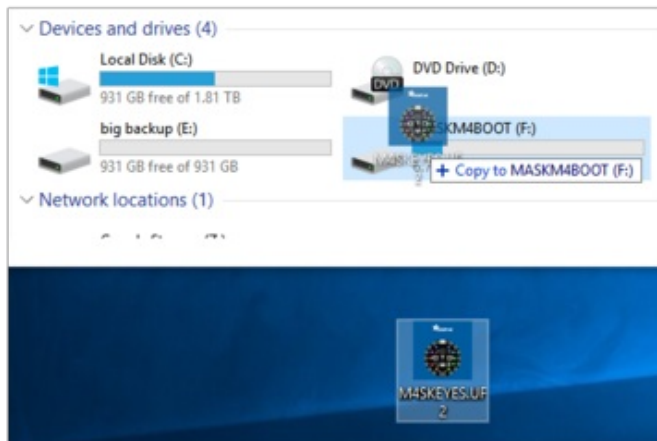 Devices and drives (4)
Local Disk (C:)
931 GB free of 1.81 TB
DVD Drive (D:)
DVD
big backup (E:)
931 GB free of 931 GB
MASKM4BOOT (F:)
+ Copy to MASKM4BOOT (F:)
Network locations (1)
M4SKEYES.UF
2